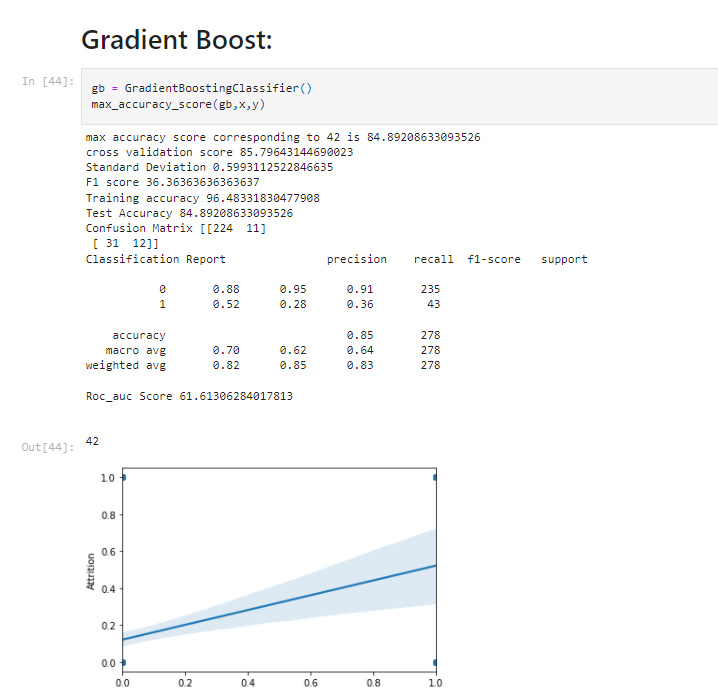 Gradient Boost:
In [44]:
gb = GradientBoostingClassifier()
max_accuracy_score(gb,x,y)
max accuracy score corresponding to 42 is 84.89208633093526
cross validation score 85.79643144690023
Standard Deviation 0.5993112522846635
F1 score 36.36363636363637
Training accuracy 96.48331830477908
Test Accuracy 84.89208633093526
Confusion Matrix [[224  11]
 [ 31  12]]
Classification Report               precision    recall  f1-score   support
0       0.88      0.95      0.91       235
1       0.52      0.28      0.36        43
accuracy                           0.85       278
macro avg       0.70      0.62      0.64       278
weighted avg       0.82      0.85      0.83       278
Roc_auc Score 61.61306284017813
Out[44]: 42
1.0
0.8
0.6
Attrition
0.4
0.2
0.0
0.0 0.2 0.4 0.6 0.8 1.0